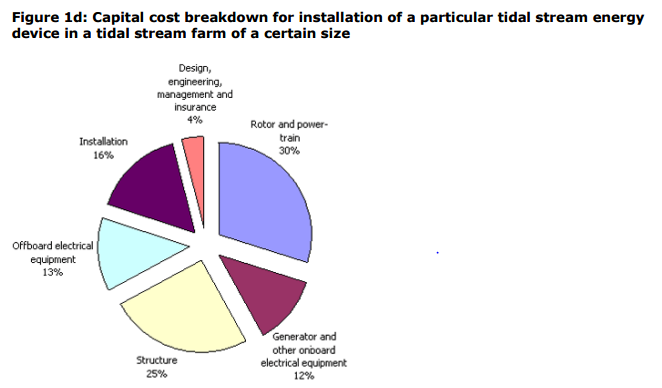 Figure 1d: Capital cost breakdown for installation of a particular tidal stream energy
device in a tidal stream farm of a certain size
Design,
engineering,
management and
insurance
4%
Rotor and power-
train
30%
Installation
16%
Offboard electrical
equipment
13%
Structure
25%
Generator and
other onboard
electrical equipment
12%